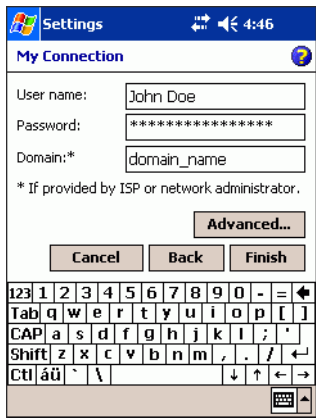 Settings 4:46
My Connection
User name: John Doe
Password: ****************
Domain:* domain_name
* If provided by ISP or network administrator.
Advanced...
Cancel Back Finish
123 1 2 3 4 5 6 7 8 9 0 - =
Tab q w e r t y u i o p [ ]
CAP a s d f g h j k l ; '
Shift z x c v b n m , . /
Ctl áü ` \